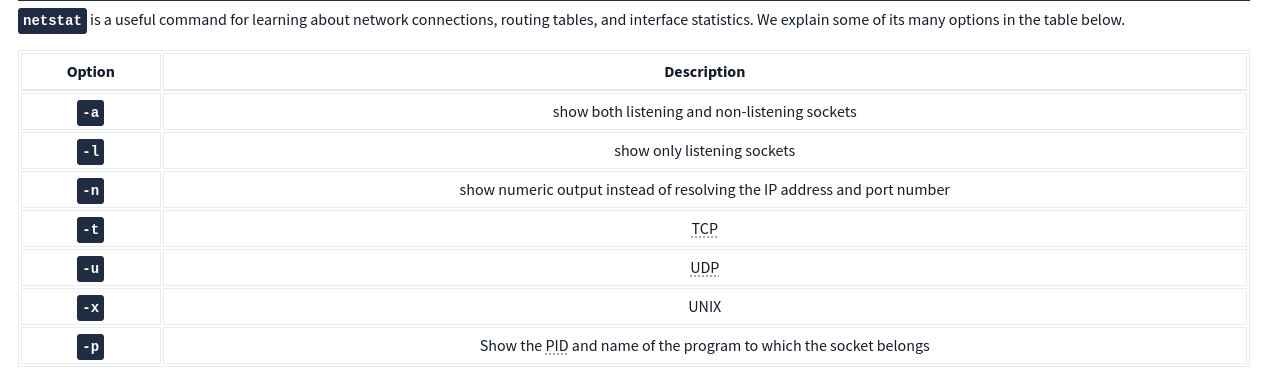 netstat is a useful command for learning about network connections, routing tables, and interface statistics. We explain some of its many options in the table below.
Option Description
-a show both listening and non-listening sockets
-l show only listening sockets
-n show numeric output instead of resolving the IP address and port number
-t TCP
-u UDP
-x UNIX
-p Show the PID and name of the program to which the socket belongs